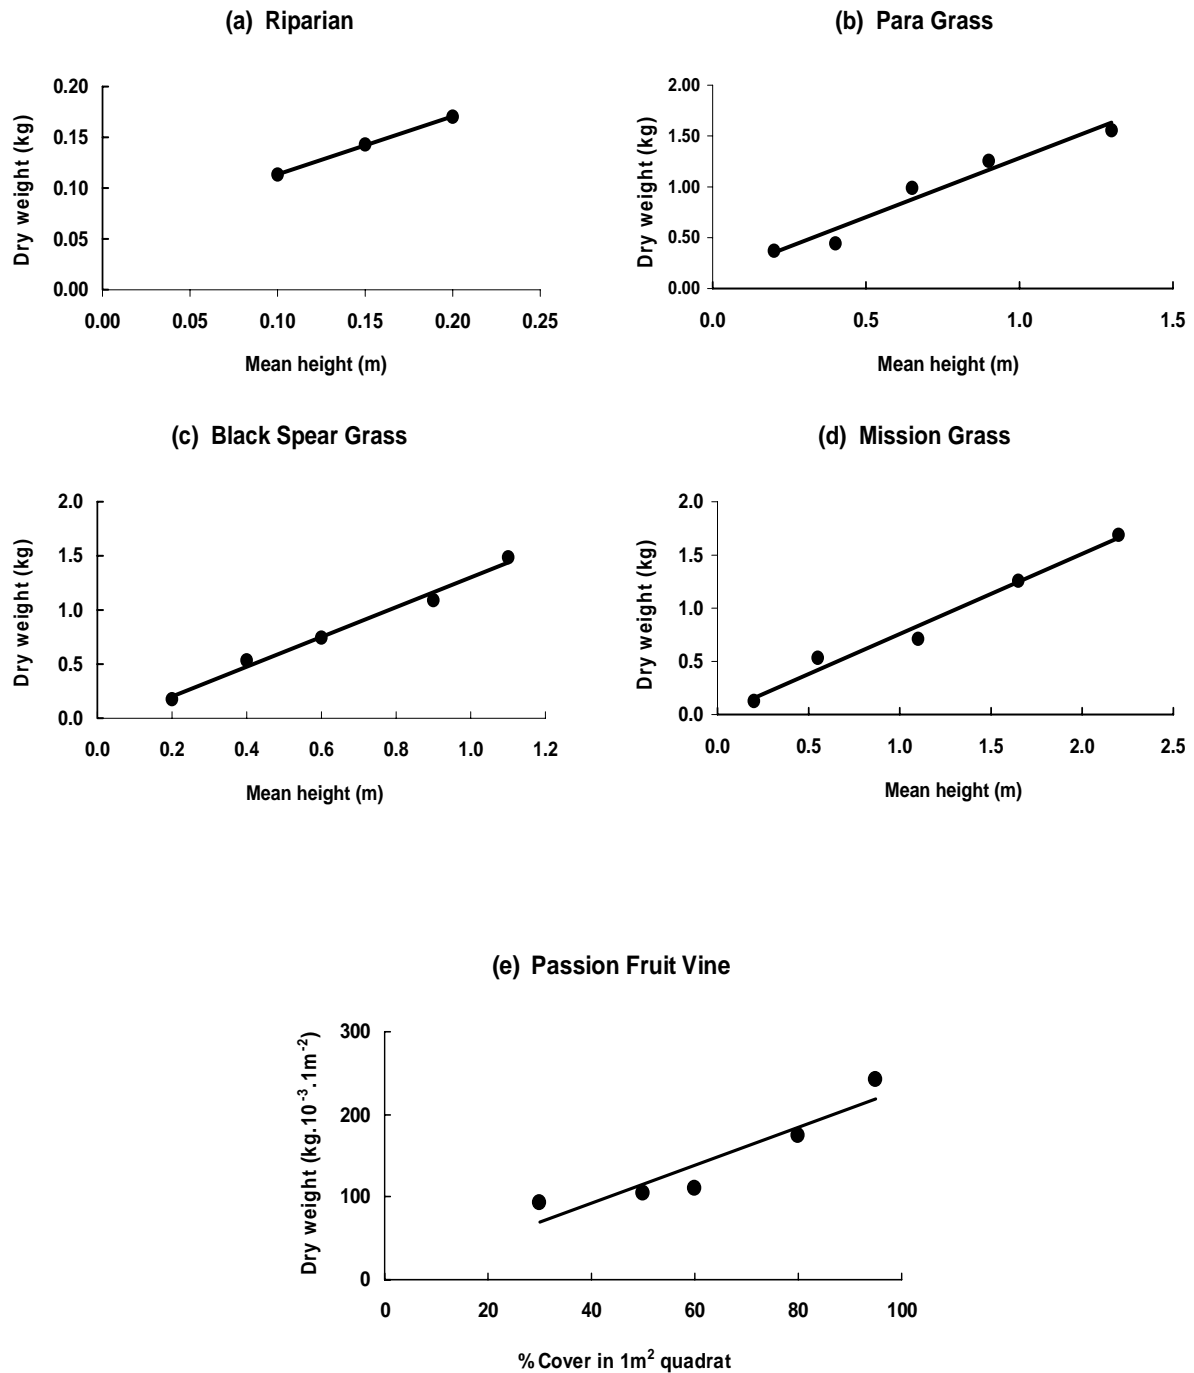 (a) Riparian
Dry weight (kg)
0.20
0.15
0.10
0.05
0.00
0.00 0.05 0.10 0.15 0.20 0.25
Mean height (m)
(b) Para Grass
Dry weight (kg)
2.00
1.50
1.00
0.50
0.00
0.0 0.5 1.0 1.5
Mean height (m)
(c) Black Spear Grass
Dry weight (kg)
2.0
1.5
1.0
0.5
0.0
0.0 0.2 0.4 0.6 0.8 1.0 1.2
Mean height (m)
(d) Mission Grass
Dry weight (kg)
2.0
1.5
1.0
0.5
0.0
0.0 0.5 1.0 1.5 2.0 2.5
Mean height (m)
(e) Passion Fruit Vine
Dry weight (kg.10⁻³.1m⁻²)
300
200
100
0
0 20 40 60 80 100
% Cover in 1m² quadrat